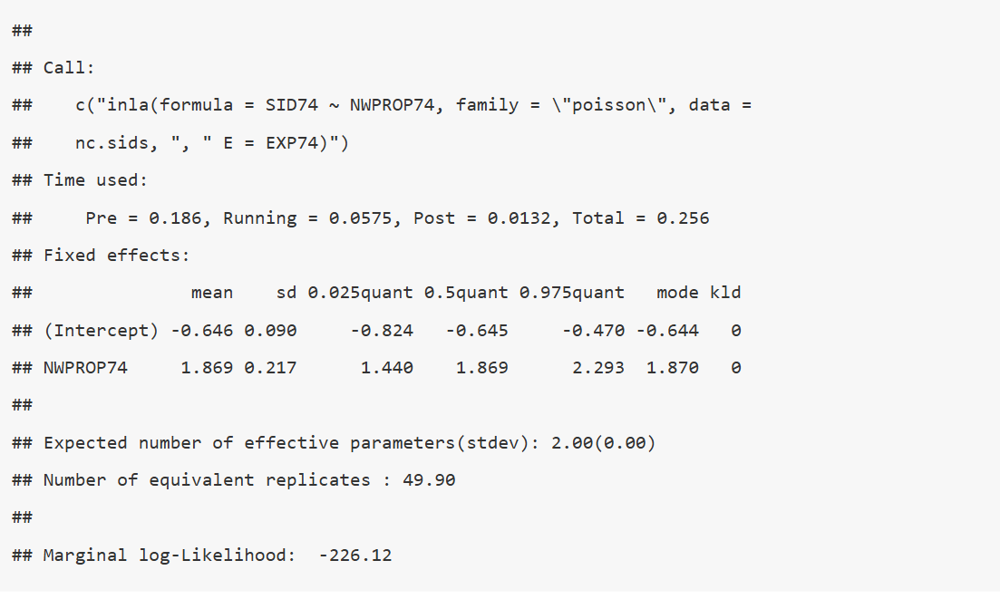 ##
## Call:
##    c("inla(formula = SID74 ~ NWPROP74, family = \"poisson\", data =
##    nc.sids, ", " E = EXP74)")
## Time used:
##     Pre = 0.186, Running = 0.0575, Post = 0.0132, Total = 0.256
## Fixed effects:
##               mean    sd 0.025quant 0.5quant 0.975quant   mode kld
## (Intercept) -0.646 0.090     -0.824   -0.645     -0.470 -0.644   0
## NWPROP74     1.869 0.217      1.440    1.869      2.293  1.870   0
##
## Expected number of effective parameters(stdev): 2.00(0.00)
## Number of equivalent replicates : 49.90
##
## Marginal log-Likelihood:  -226.12